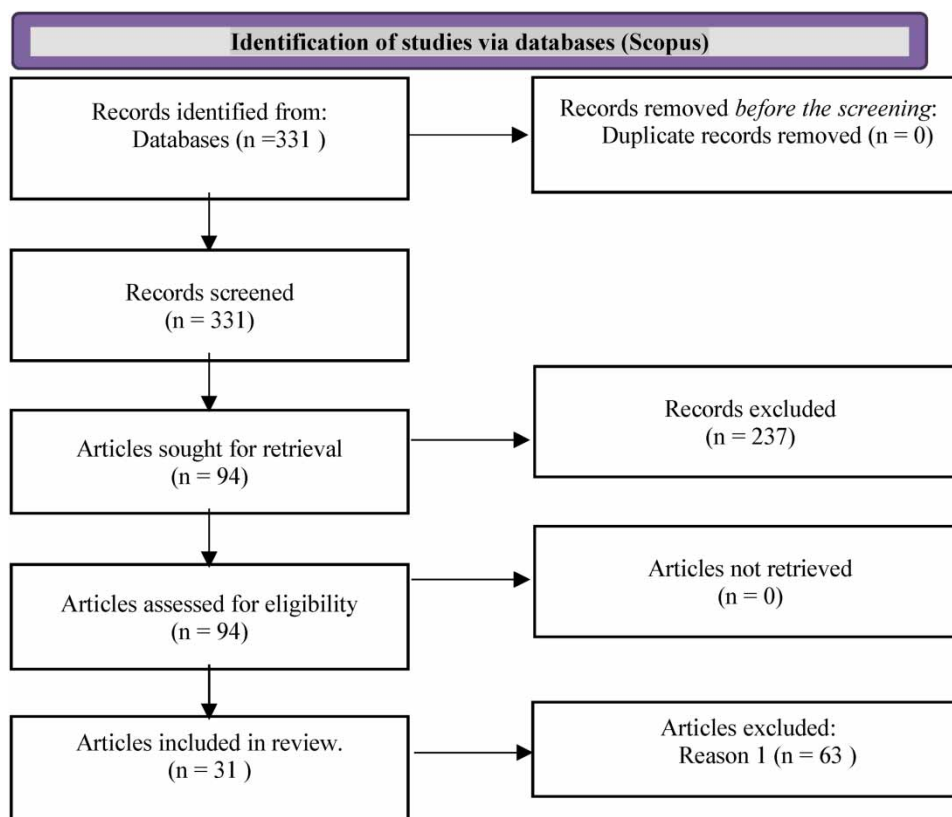 Identification of studies via databases (Scopus)
Records identified from:
Databases (n =331 )
Records removed before the screening:
Duplicate records removed (n = 0)
Records screened
(n = 331)
Articles sought for retrieval
(n = 94)
Records excluded
(n = 237)
Articles assessed for eligibility
(n = 94)
Articles not retrieved
(n = 0)
Articles included in review.
(n = 31 )
Articles excluded:
Reason 1 (n = 63 )